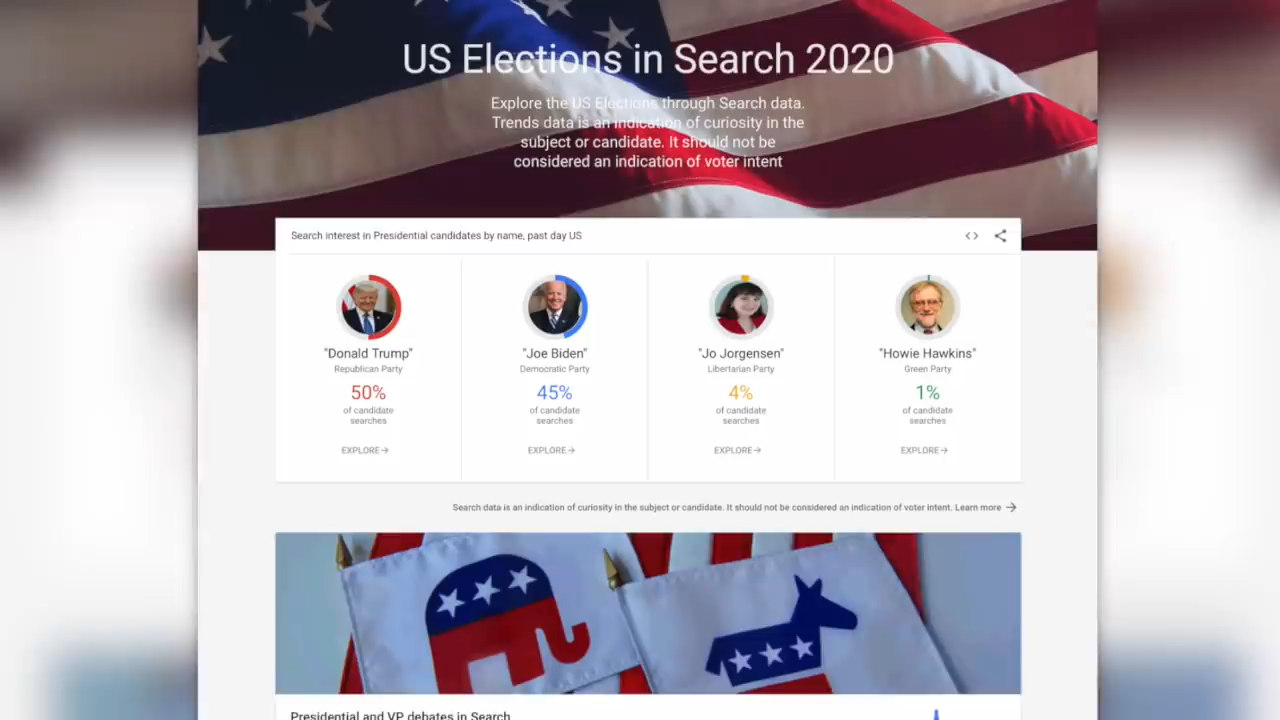 US Elections in Search 2020
Explore the US Elections through Search data.
Trends data is an indication of curiosity in the
subject or candidate. It should not be
considered an indication of voter intent
Search interest in Presidential candidates by name, past day US
"Donald Trump"
Republican Party
50%
of candidate
searches
EXPLORE
"Joe Biden"
Democratic Party
45%
of candidate
searches
EXPLORE
"Jo Jorgensen"
Libertarian Party
4%
of candidate
searches
EXPLORE
"Howie Hawkins"
Green Party
1%
of candidate
searches
EXPLORE
Search data is an indication of curiosity in the subject or candidate. It should not be considered an indication of voter intent. Learn more
Presidential and VP debates in Search